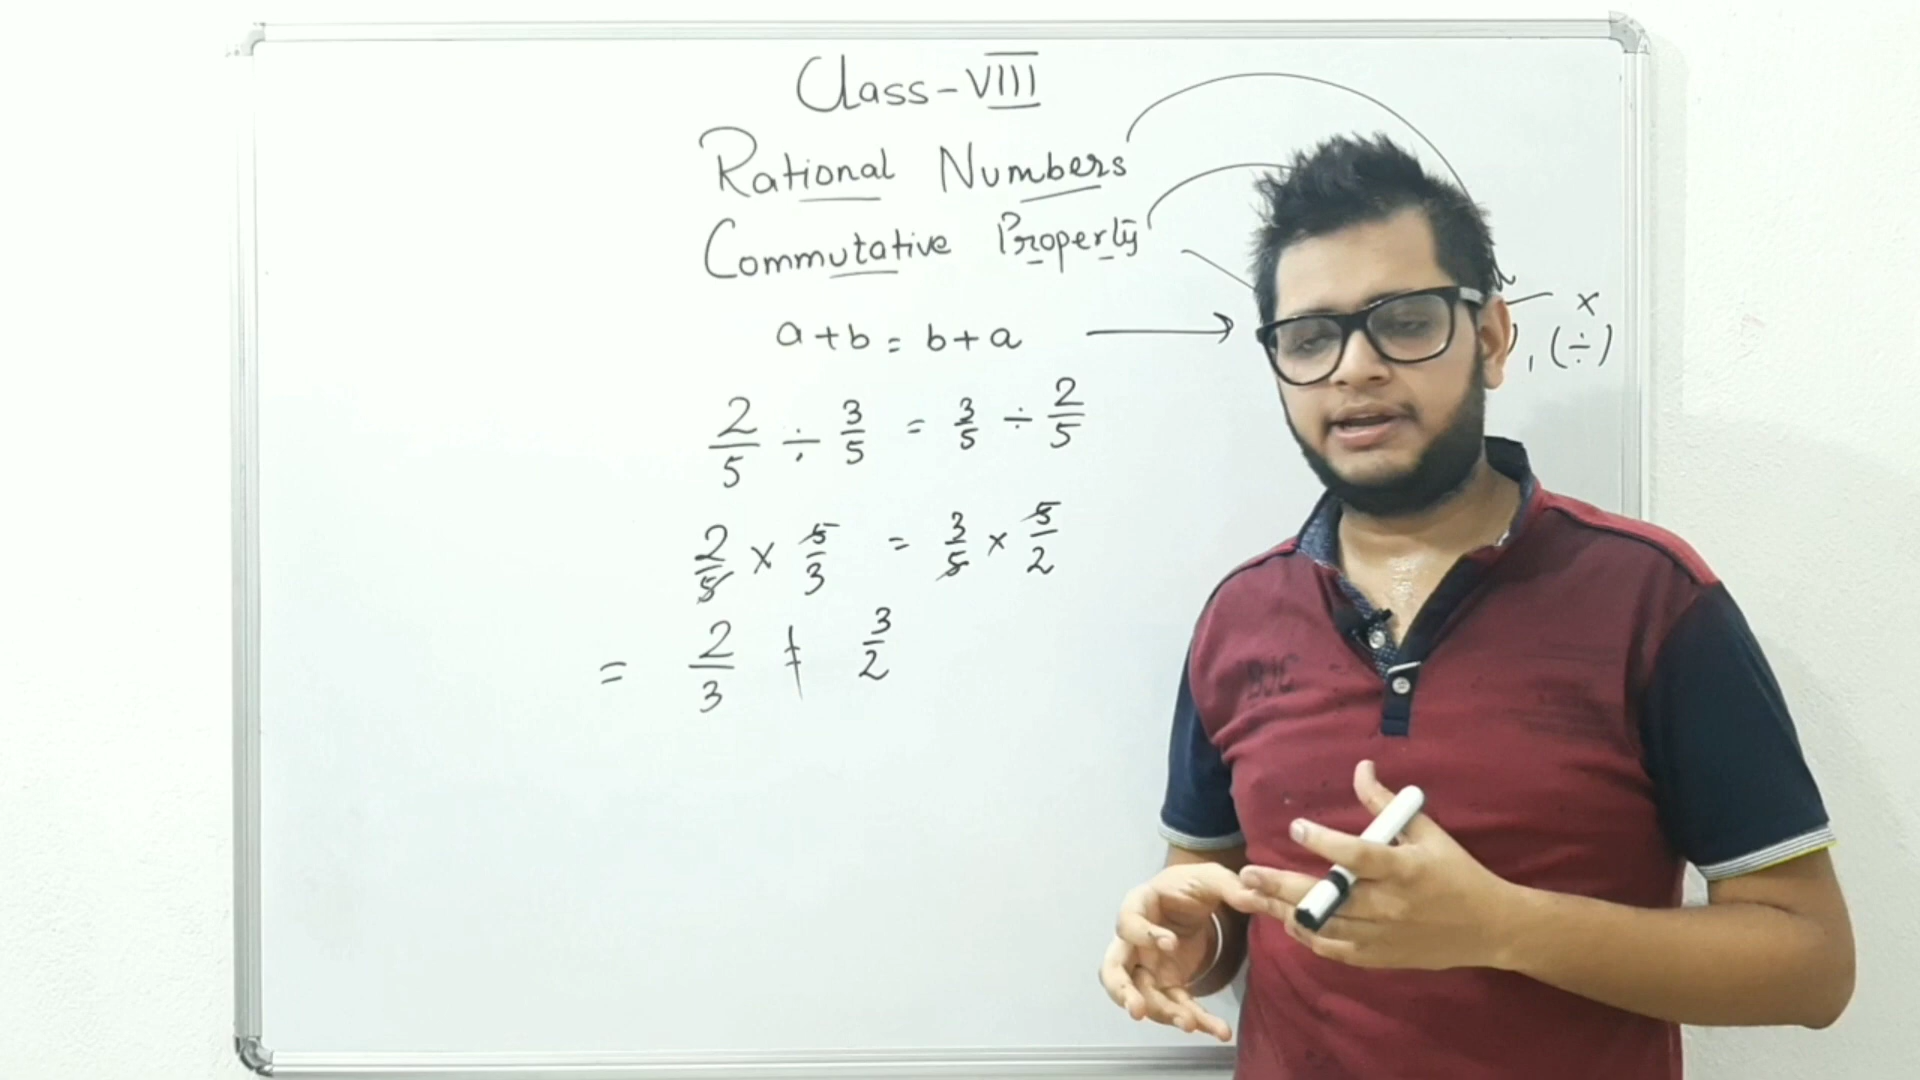 Class-VIII
Rational Numbers
Commutative Property
a+b = b+a → ×
, (÷)
2/5 ÷ 3/5 = 3/5 ÷ 2/5
2/5 × 5/3 = 3/5 × 5/2
= 2/3 ≠ 3/2